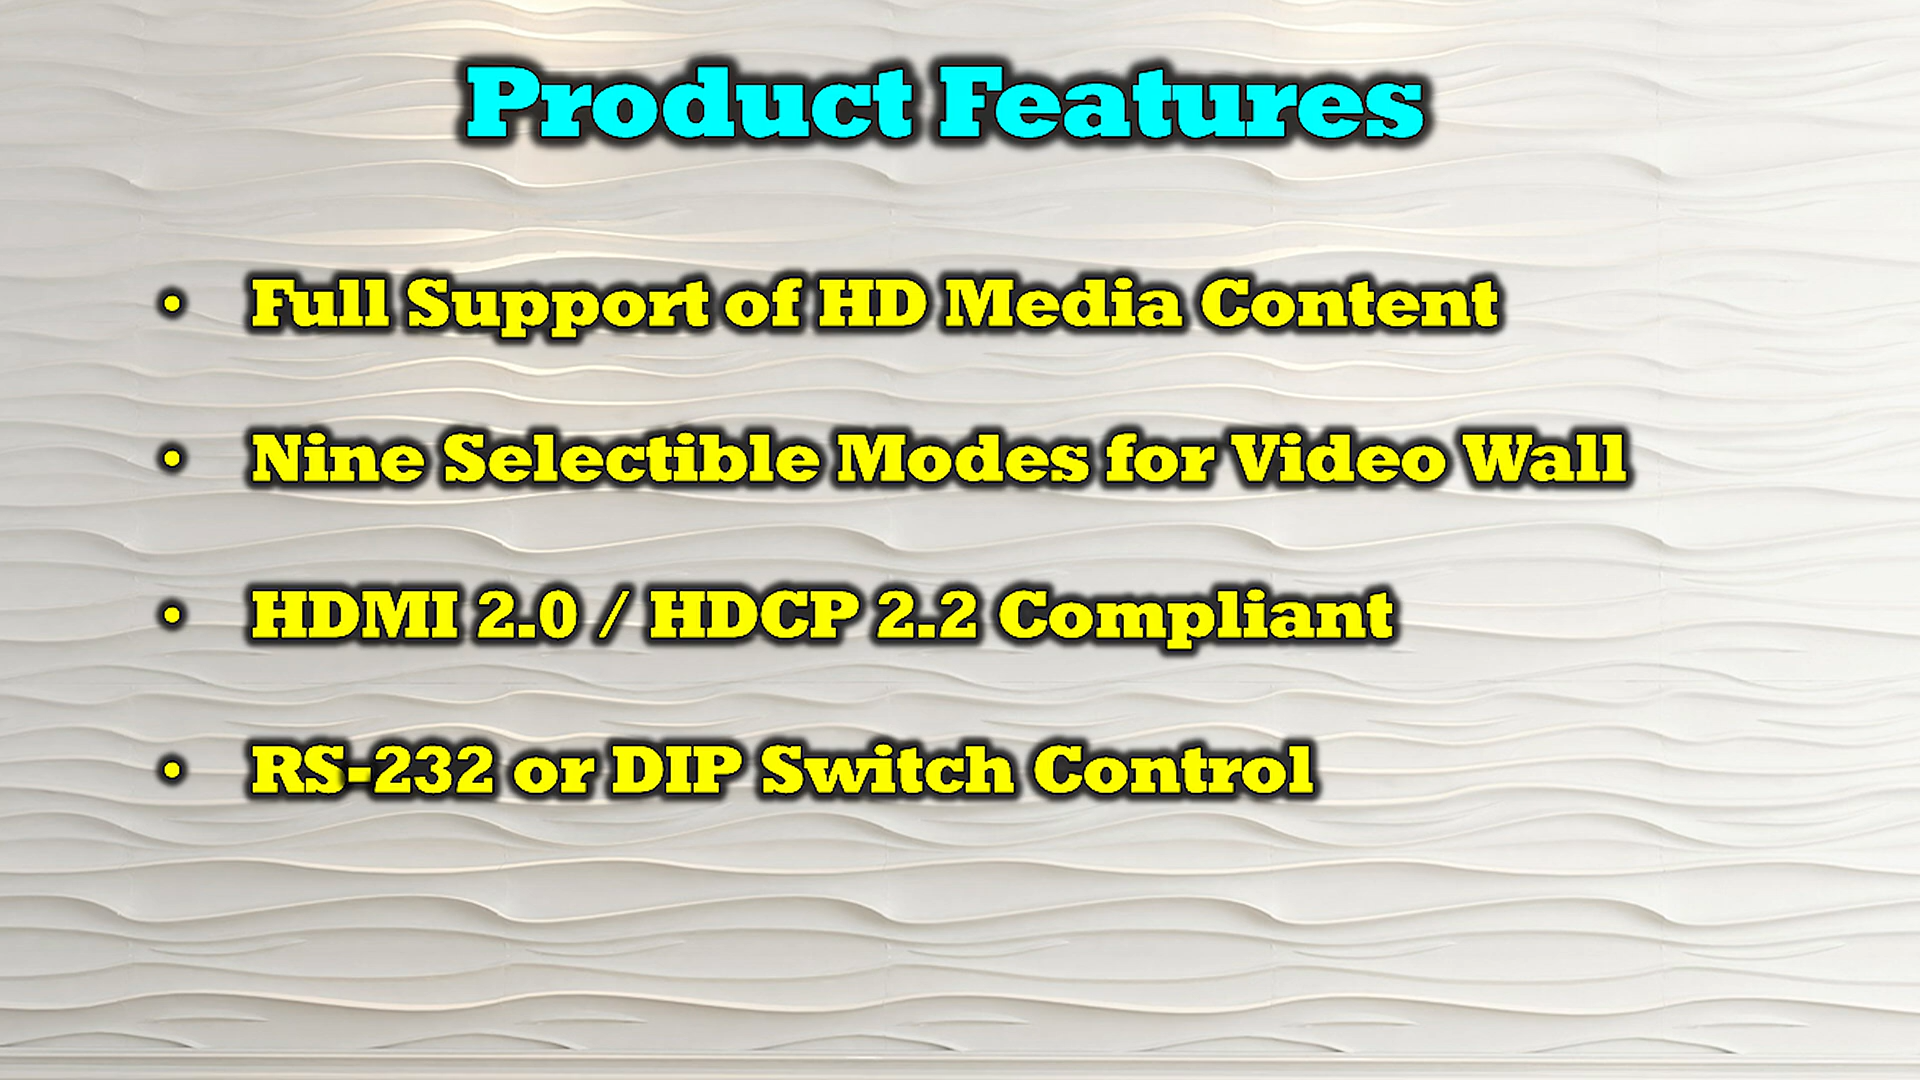 Product Features
• Full Support of HD Media Content
• Nine Selectible Modes for Video Wall
• HDMI 2.0 / HDCP 2.2 Compliant
• RS-232 or DIP Switch Control